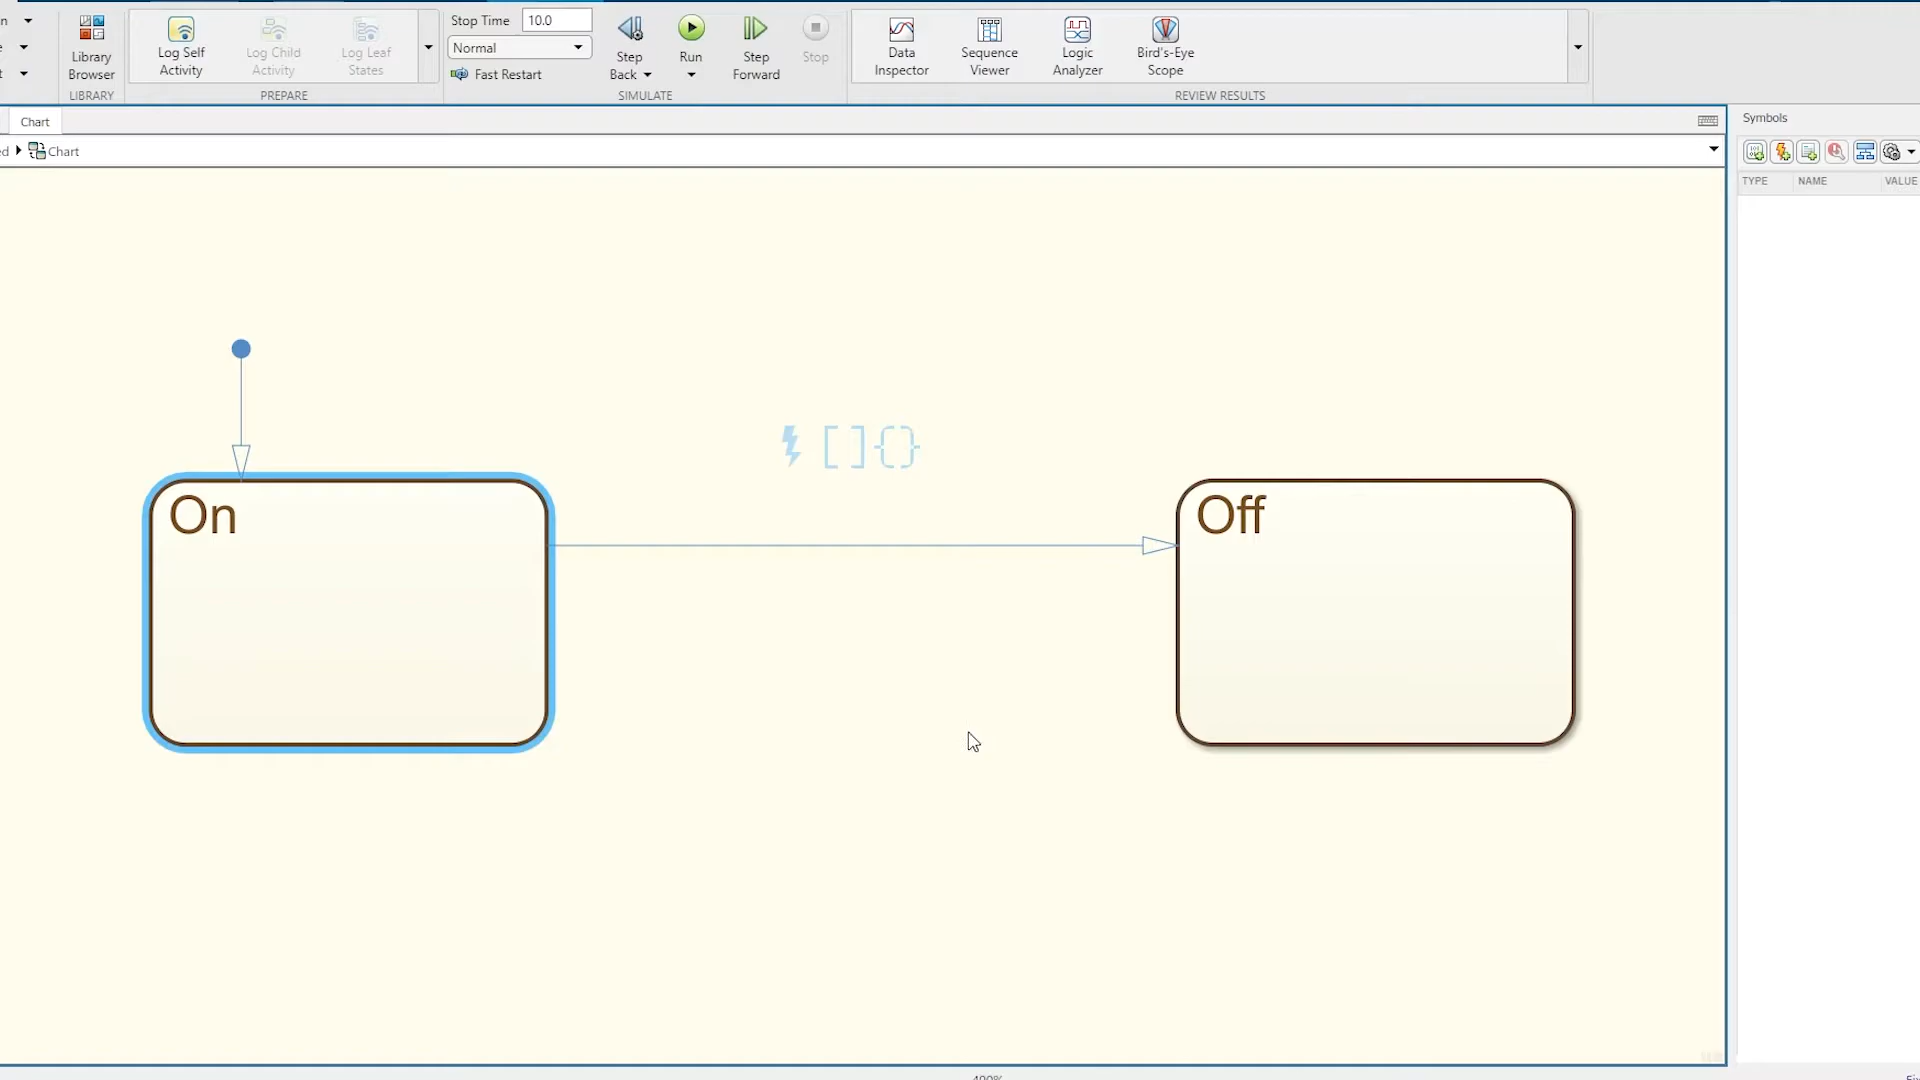 n
Library
Browser
LIBRARY
Log Self
Activity
Log Child
Activity
Log Leaf
States
PREPARE
Stop Time 10.0
Normal
Fast Restart
Step
Back
Run
Step
Forward
Stop
SIMULATE
Data
Inspector
Sequence
Viewer
Logic
Analyzer
Bird's-Eye
Scope
REVIEW RESULTS
Chart
Symbols
ed Chart
TYPE NAME VALUE
[ ] { }
On
Off